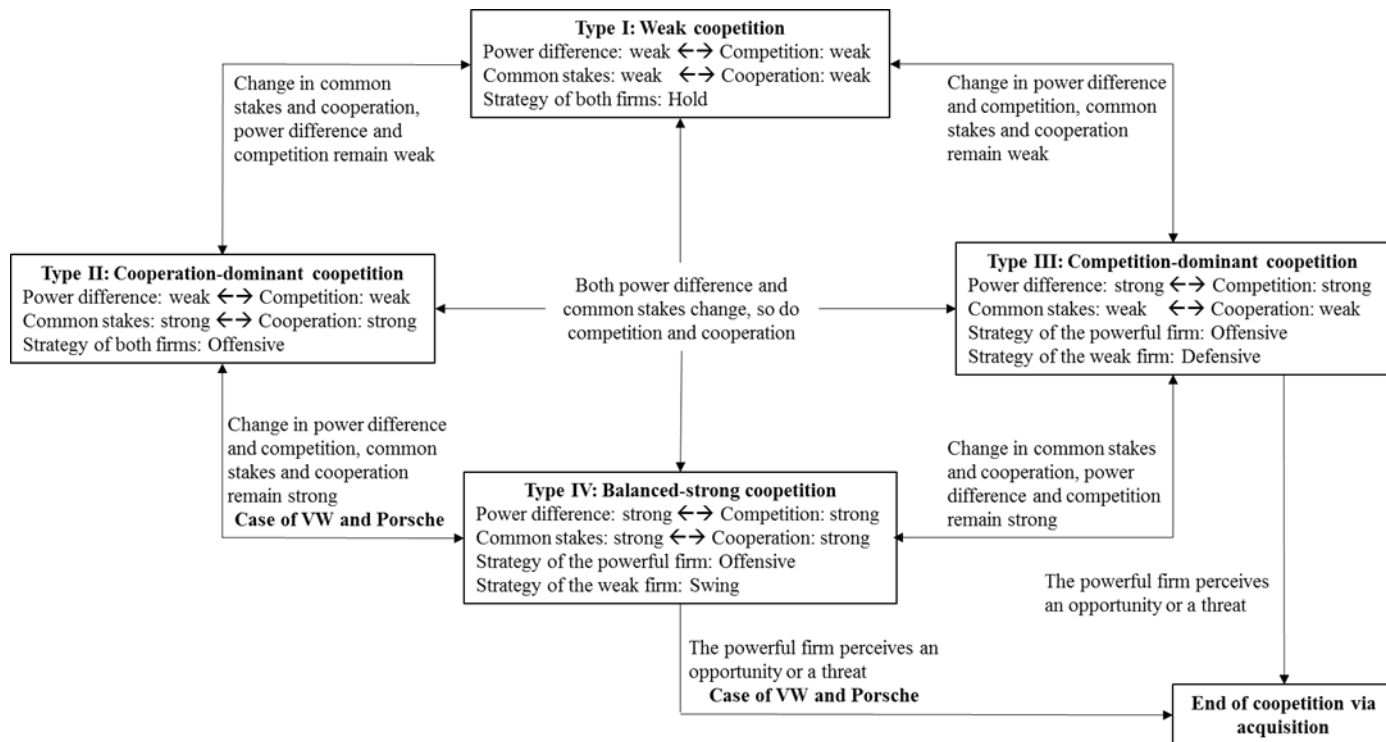 Type I: Weak coopetition
Power difference: weak ←→ Competition: weak
Common stakes: weak ←→ Cooperation: weak
Strategy of both firms: Hold
Change in common
stakes and cooperation,
power difference and
competition remain weak
Change in power difference
and competition, common
stakes and cooperation
remain weak
Type II: Cooperation-dominant coopetition
Power difference: weak ←→ Competition: weak
Common stakes: strong ←→ Cooperation: strong
Strategy of both firms: Offensive
Both power difference and
common stakes change, so do
competition and cooperation
Type III: Competition-dominant coopetition
Power difference: strong ←→ Competition: strong
Common stakes: weak ←→ Cooperation: weak
Strategy of the powerful firm: Offensive
Strategy of the weak firm: Defensive
Change in power difference
and competition, common
stakes and cooperation
remain strong
Case of VW and Porsche
Type IV: Balanced-strong coopetition
Power difference: strong ←→ Competition: strong
Common stakes: strong ←→ Cooperation: strong
Strategy of the powerful firm: Offensive
Strategy of the weak firm: Swing
Change in common stakes
and cooperation, power
difference and competition
remain strong
The powerful firm perceives
an opportunity or a threat
The powerful firm perceives an
opportunity or a threat
Case of VW and Porsche
End of coopetition via
acquisition